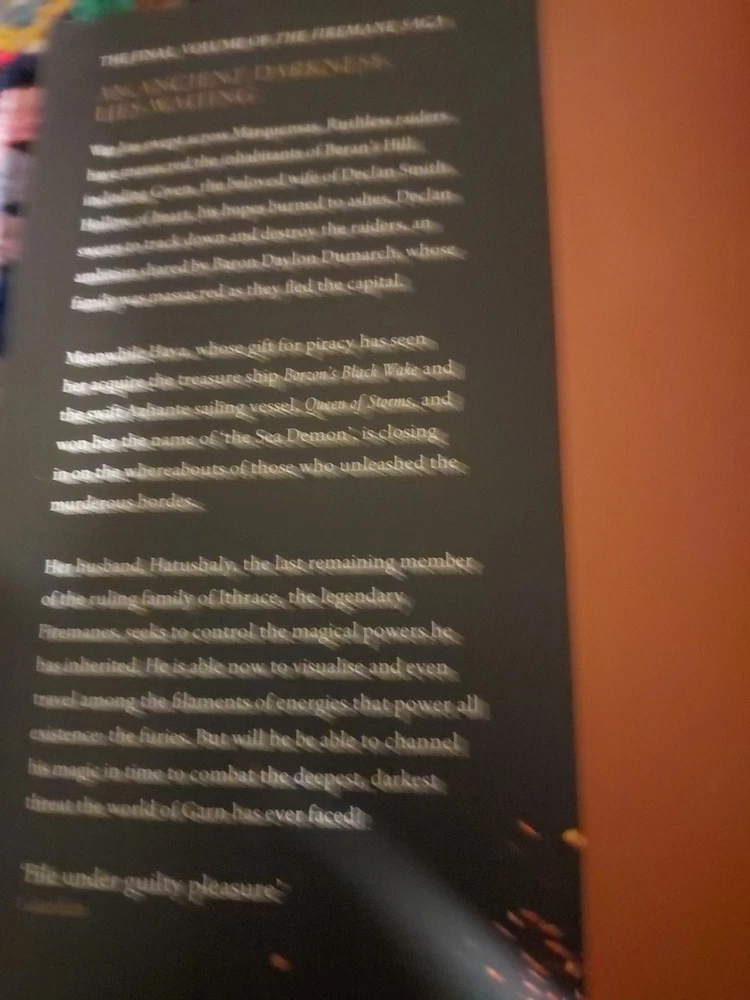 THE FINAL VOLUME OF THE FIREMANE SAGA
AN ANCIENT DARKNESS
LIES WAITING
War has swept across Marquensas. Ruthless raiders
have massacred the inhabitants of Beran's Hill,
including Gwen, the beloved wife of Declan Smith.
Hollow of heart, his hopes burned to ashes, Declan
swears to track down and destroy the raiders, an
ambition shared by Baron Daylon Dumarch, whose
family was massacred as they fled the capital.
Meanwhile Hava, whose gift for piracy has seen
her acquire the treasure ship Borzon's Black Wake and
the swift Azhante sailing vessel, Queen of Storms, and
won her the name of 'the Sea Demon', is closing
in on the whereabouts of those who unleashed the
murderous hordes.
Her husband, Hatushaly, the last remaining member
of the ruling family of Ithrace, the legendary
Firemanes, seeks to control the magical powers he
has inherited. He is able now to visualise and even
travel among the filaments of energies that power all
existence: the furies. But will he be able to channel
his magic in time to combat the deepest, darkest
threat the world of Garn has ever faced?
'File under guilty pleasure'